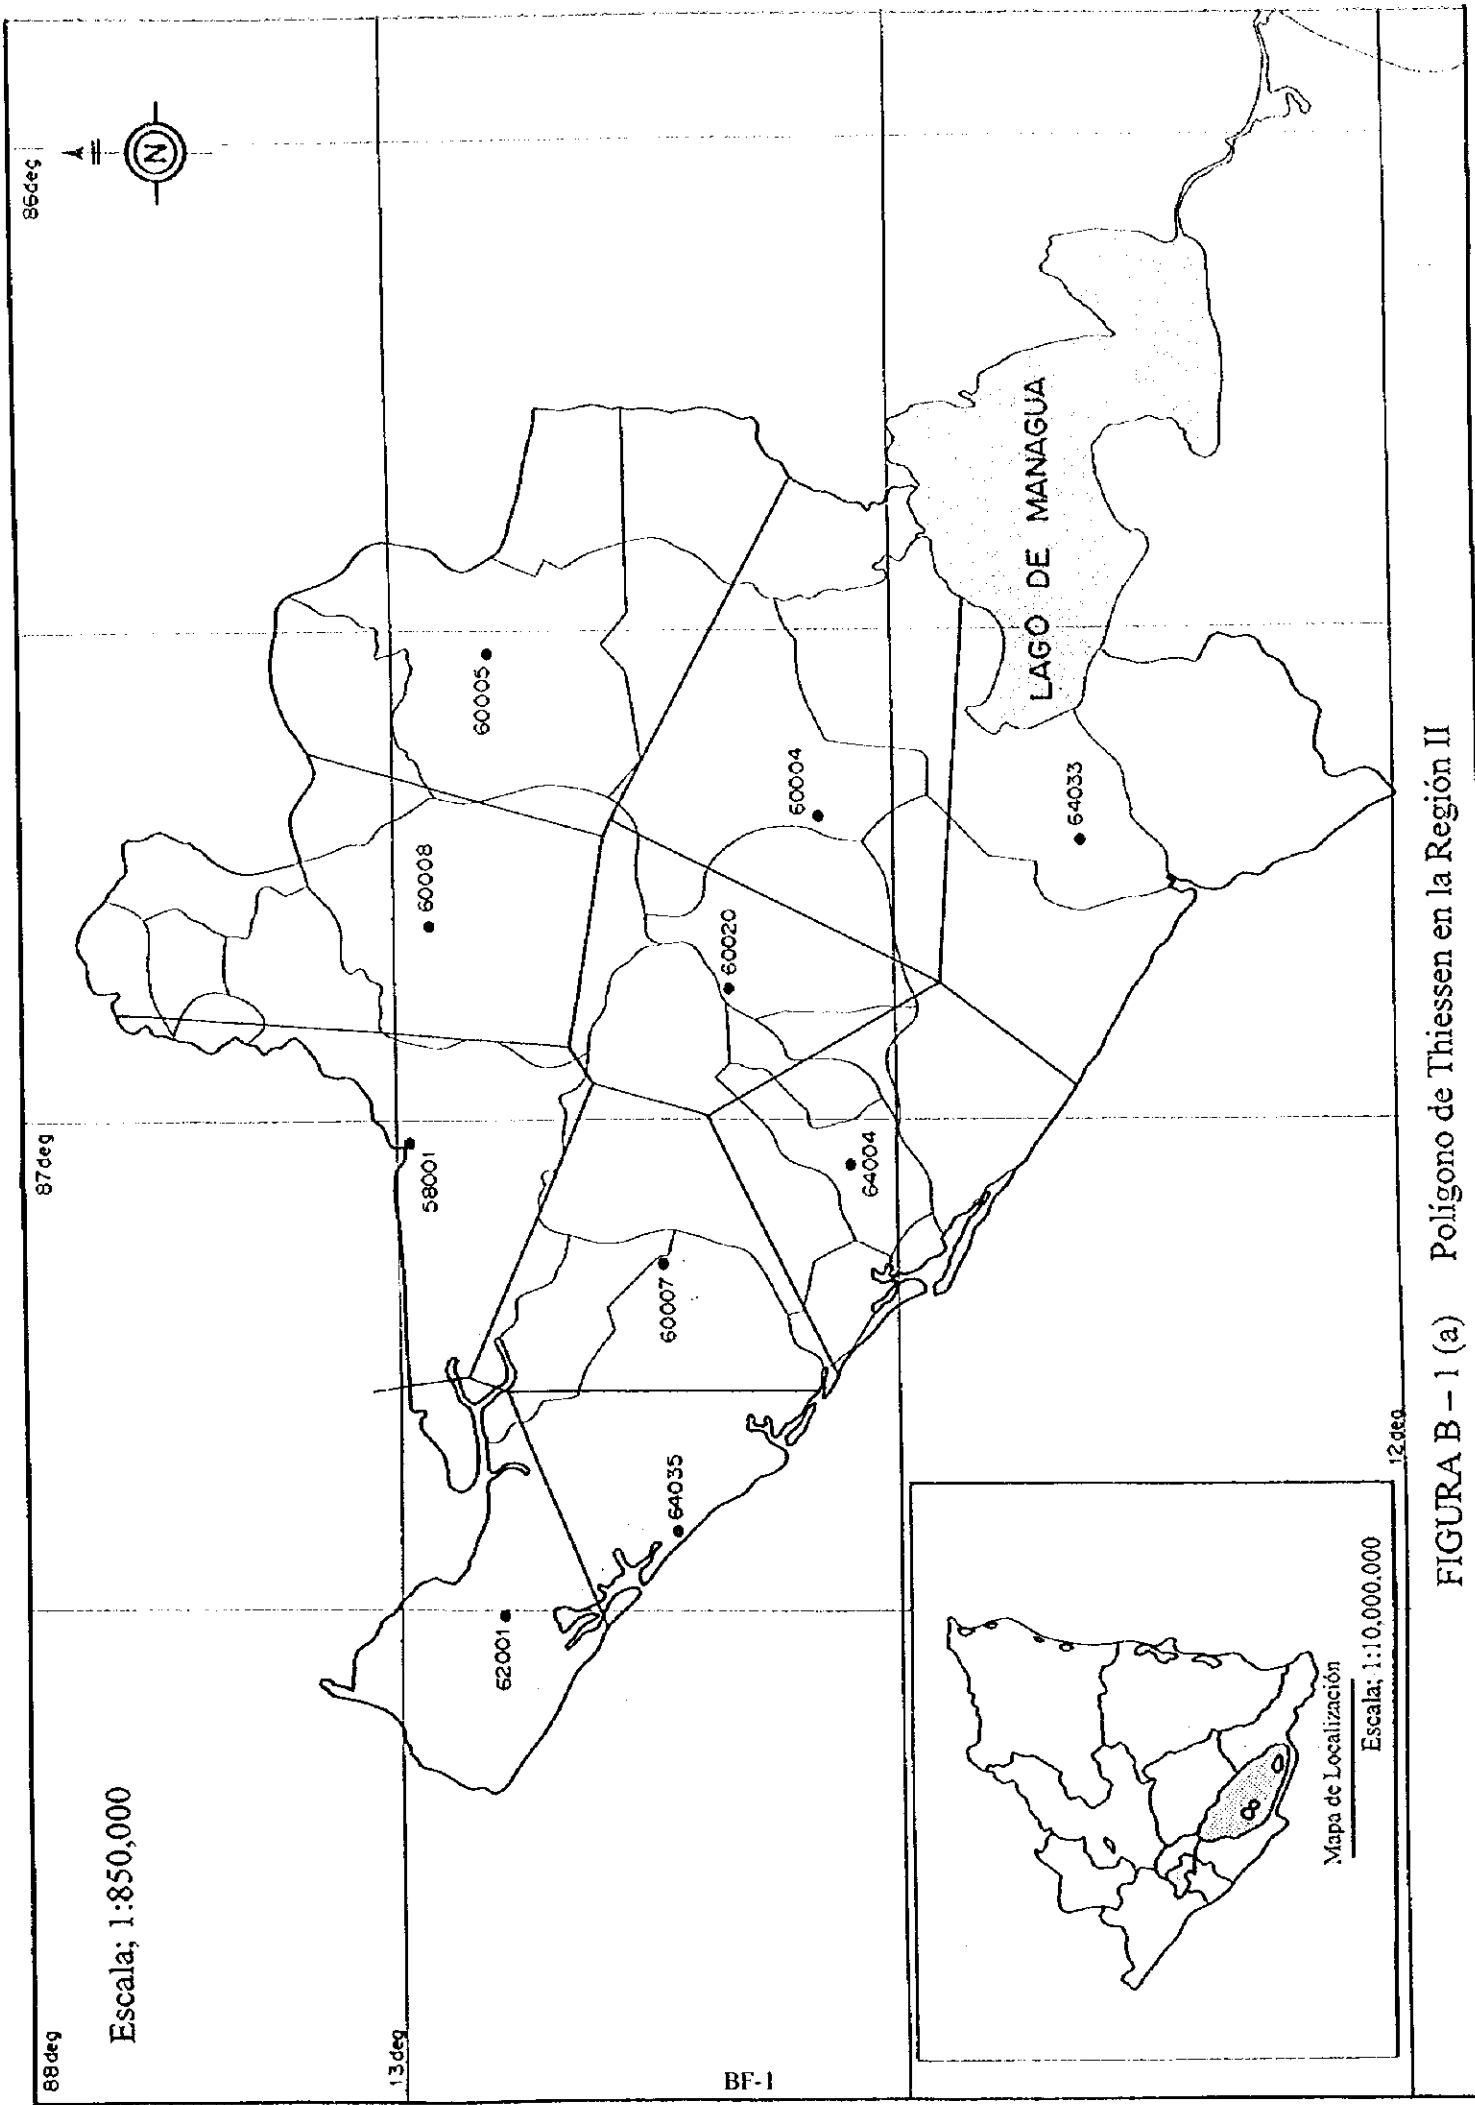 88deg
87deg
86deg
Escala; 1:850,000
N
13deg
58001
60008
60005
62001
64035
60007
60020
60004
64004
64033
LAGO DE MANAGUA
12deg
Mapa de Localización
Escala; 1:10,000,000
FIGURA B – 1 (a) Polígono de Thiessen en la Región II
BF-1